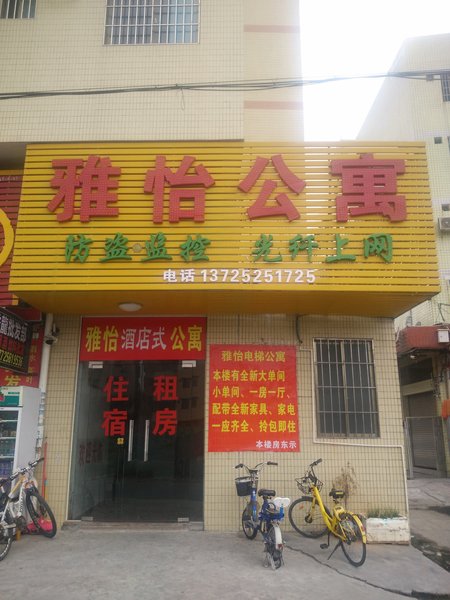 雅怡公寓
防盗监控 光纤上网
电话 13725251725
雅怡酒店式公寓
住宿
租房
雅怡电梯公寓
本楼有全新大单间
小单间、一房一厅、
配带全新家具、家电
一应齐全、拎包即住
本楼房东示